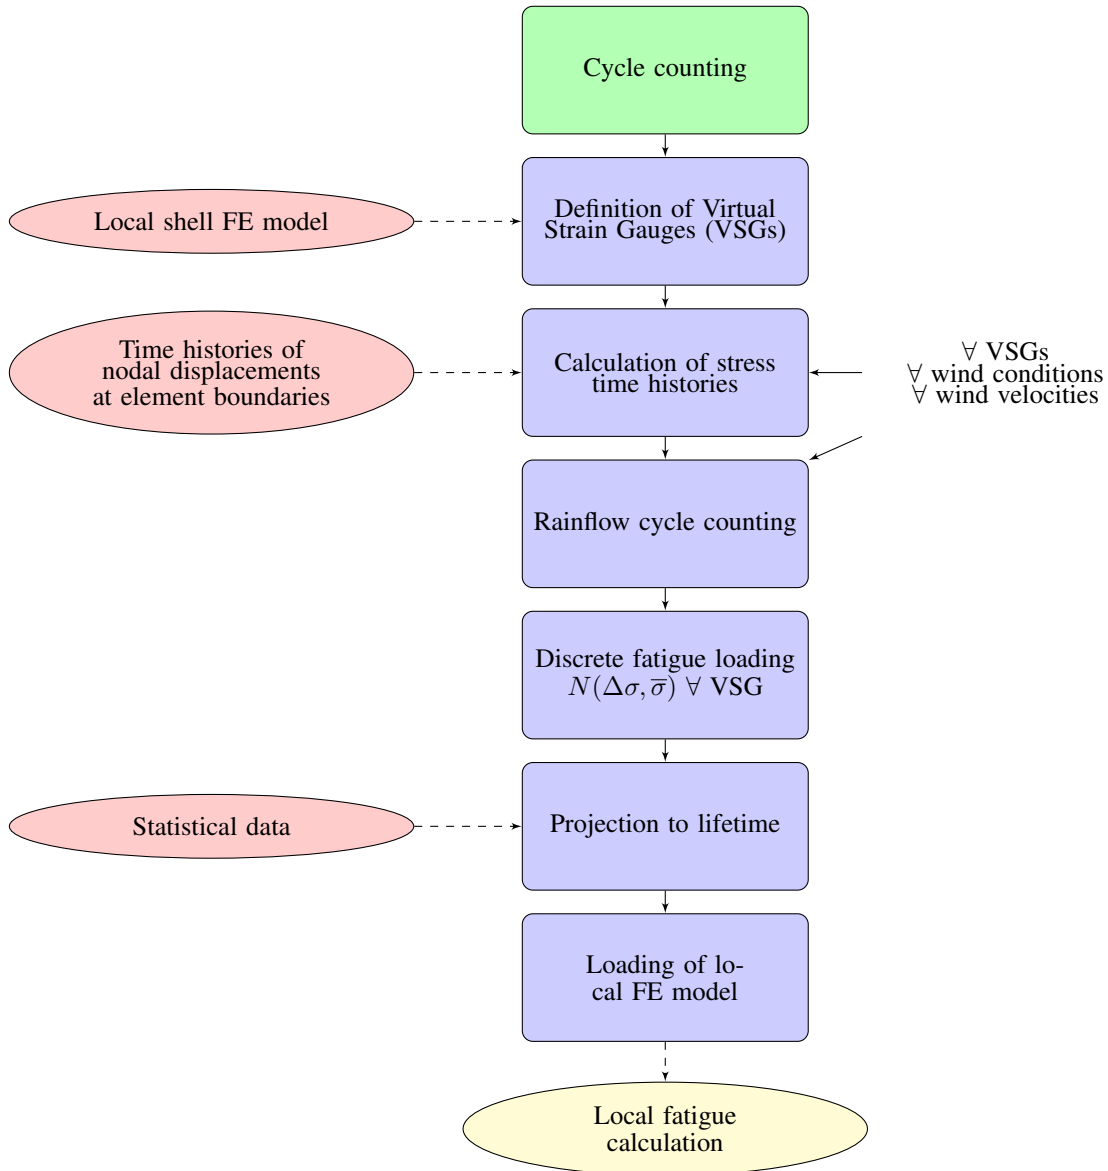 Cycle counting
Local shell FE model
Definition of Virtual
Strain Gauges (VSGs)
Time histories of
nodal displacements
at element boundaries
Calculation of stress
time histories
∀ VSGs
∀ wind conditions
∀ wind velocities
Rainflow cycle counting
Discrete fatigue loading
N(Δσ, σ̅) ∀ VSG
Statistical data
Projection to lifetime
Loading of lo-
cal FE model
Local fatigue
calculation